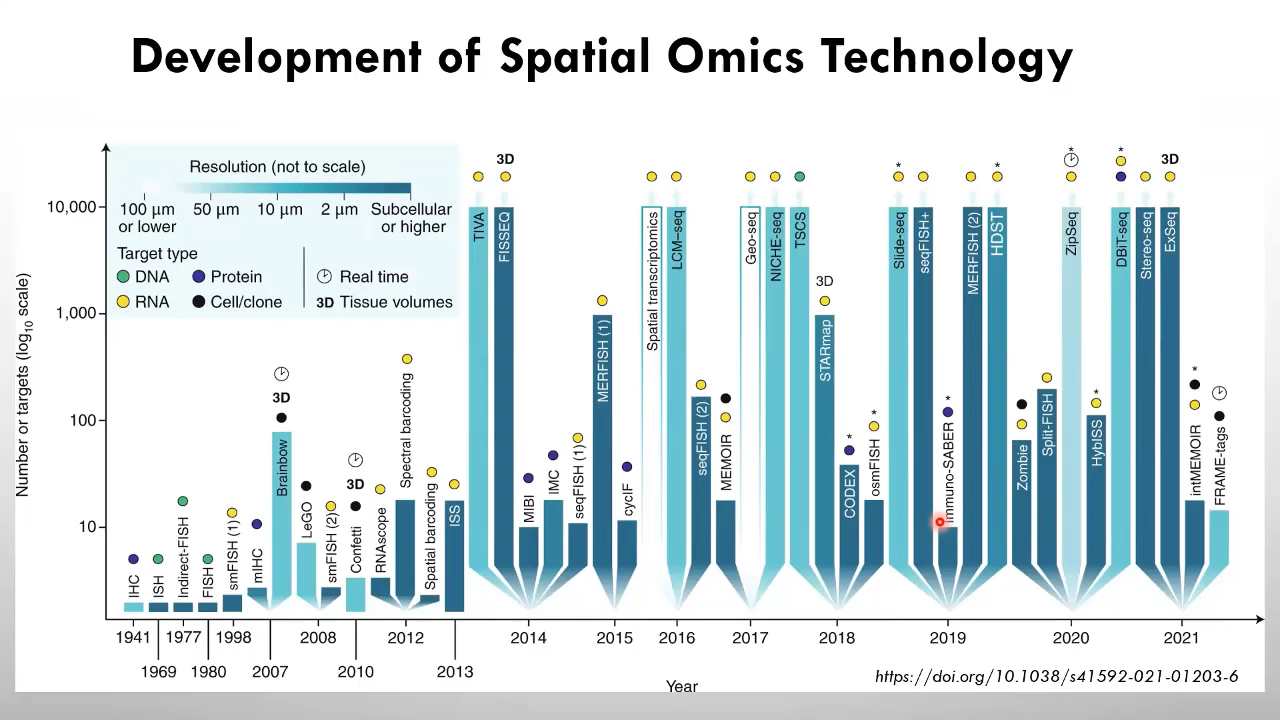 Development of Spatial Omics Technology
Resolution (not to scale)
100 µm or lower
50 µm
10 µm
2 µm
Subcellular or higher
Target type
DNA
Protein
RNA
Cell/clone
Real time
3D Tissue volumes
Number or targets (log10 scale)
10,000
1,000
100
10
IHC
ISH
Indirect-FISH
FISH
smFISH (1)
mIHC
3D
Brainbow
LeGO
smFISH (2)
3D
Confetti
RNAscope
Spectral barcoding
Spatial barcoding
ISS
TIVA
3D
FISSEQ
MIBI
IMC
seqFISH (1)
MERFISH (1)
cycIF
Spatial transcriptomics
LCM–seq
seqFISH (2)
MEMOIR
Geo-seq
NICHE-seq
TSCS
3D
STARmap
*
CODEX
*
osmFISH
*
Slide-seq
seqFISH+
*
immuno-SABER
MERFISH (2)
*
HDST
Zombie
Split-FISH
*
ZipSeq
*
HybISS
*
DBiT-seq
Stereo-seq
3D
ExSeq
*
intMEMOIR
FRAME-tags
1941
1969
1977
1980
1998
2007
2008
2010
2012
2013
2014
2015
2016
2017
2018
2019
2020
2021
Year
https://doi.org/10.1038/s41592-021-01203-6